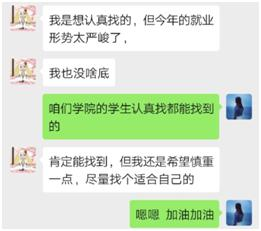 我是想认真找的，但今年的就业
形势太严峻了，
我也没啥底
咱们学院的学生认真找都能找到
的
肯定能找到，但我还是希望慎重
一点，尽量找个适合自己的
嗯嗯 加油加油